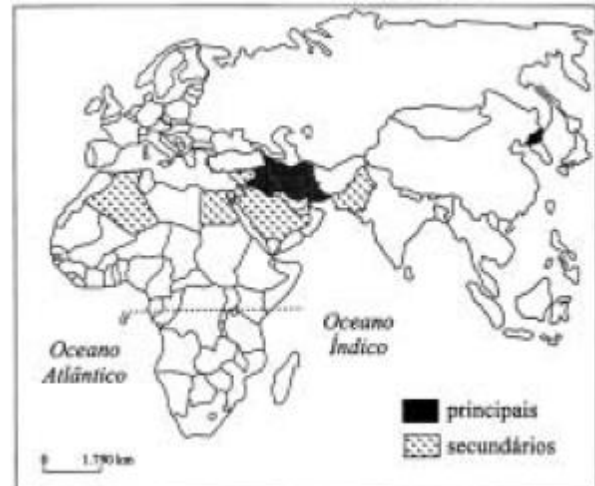 Oceano
Atlântico
Oceano
Índico
principais
secundários
0 1.790 km